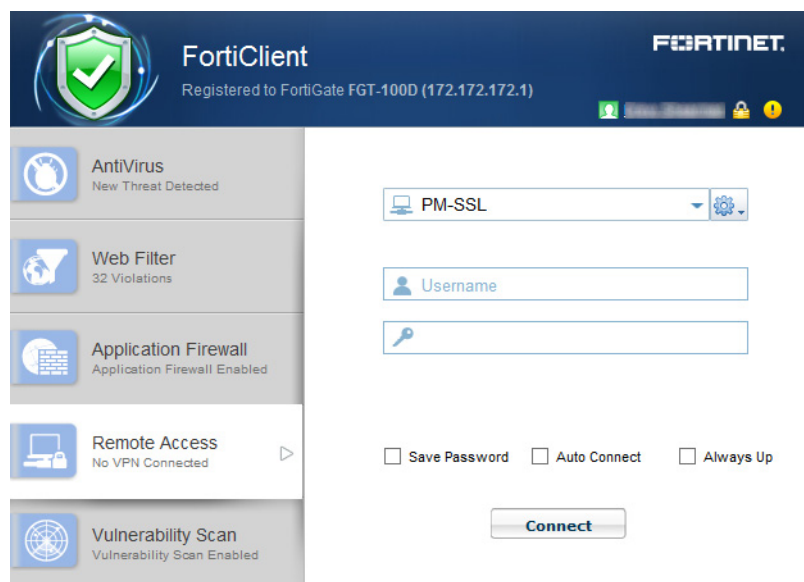 FortiClient
FORTINET
Registered to FortiGate FGT-100D (172.172.172.1)
AntiVirus
New Threat Detected
Web Filter
32 Violations
Application Firewall
Application Firewall Enabled
Remote Access
No VPN Connected
Vulnerability Scan
Vulnerability Scan Enabled
PM-SSL
Username
Save Password
Auto Connect
Always Up
Connect